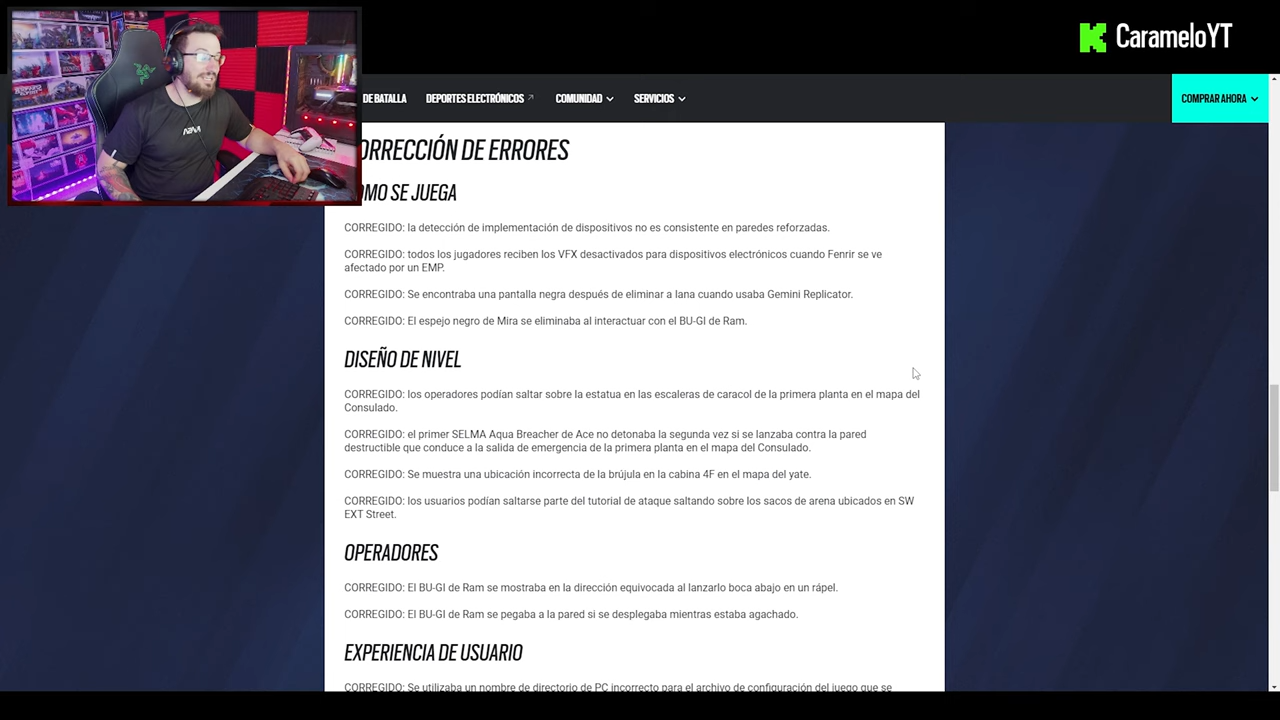 CarameloYT
DE BATALLA
DEPORTES ELECTRÓNICOS
COMUNIDAD
SERVICIOS
COMPRAR AHORA
ORRECCIÓN DE ERRORES
OMO SE JUEGA
CORREGIDO: la detección de implementación de dispositivos no es consistente en paredes reforzadas.
CORREGIDO: todos los jugadores reciben los VFX desactivados para dispositivos electrónicos cuando Fenrir se ve
afectado por un EMP.
CORREGIDO: Se encontraba una pantalla negra después de eliminar a Iana cuando usaba Gemini Replicator.
CORREGIDO: El espejo negro de Mira se eliminaba al interactuar con el BU-GI de Ram.
DISEÑO DE NIVEL
CORREGIDO: los operadores podían saltar sobre la estatua en las escaleras de caracol de la primera planta en el mapa del
Consulado.
CORREGIDO: el primer SELMA Aqua Breacher de Ace no detonaba la segunda vez si se lanzaba contra la pared
destructible que conduce a la salida de emergencia de la primera planta en el mapa del Consulado.
CORREGIDO: Se muestra una ubicación incorrecta de la brújula en la cabina 4F en el mapa del yate.
CORREGIDO: los usuarios podían saltarse parte del tutorial de ataque saltando sobre los sacos de arena ubicados en SW
EXT Street.
OPERADORES
CORREGIDO: El BU-GI de Ram se mostraba en la dirección equivocada al lanzarlo boca abajo en un rápel.
CORREGIDO: El BU-GI de Ram se pegaba a la pared si se desplegaba mientras estaba agachado.
EXPERIENCIA DE USUARIO
CORREGIDO: Se utilizaba un nombre de directorio de PC incorrecto para el archivo de configuración del juego que se